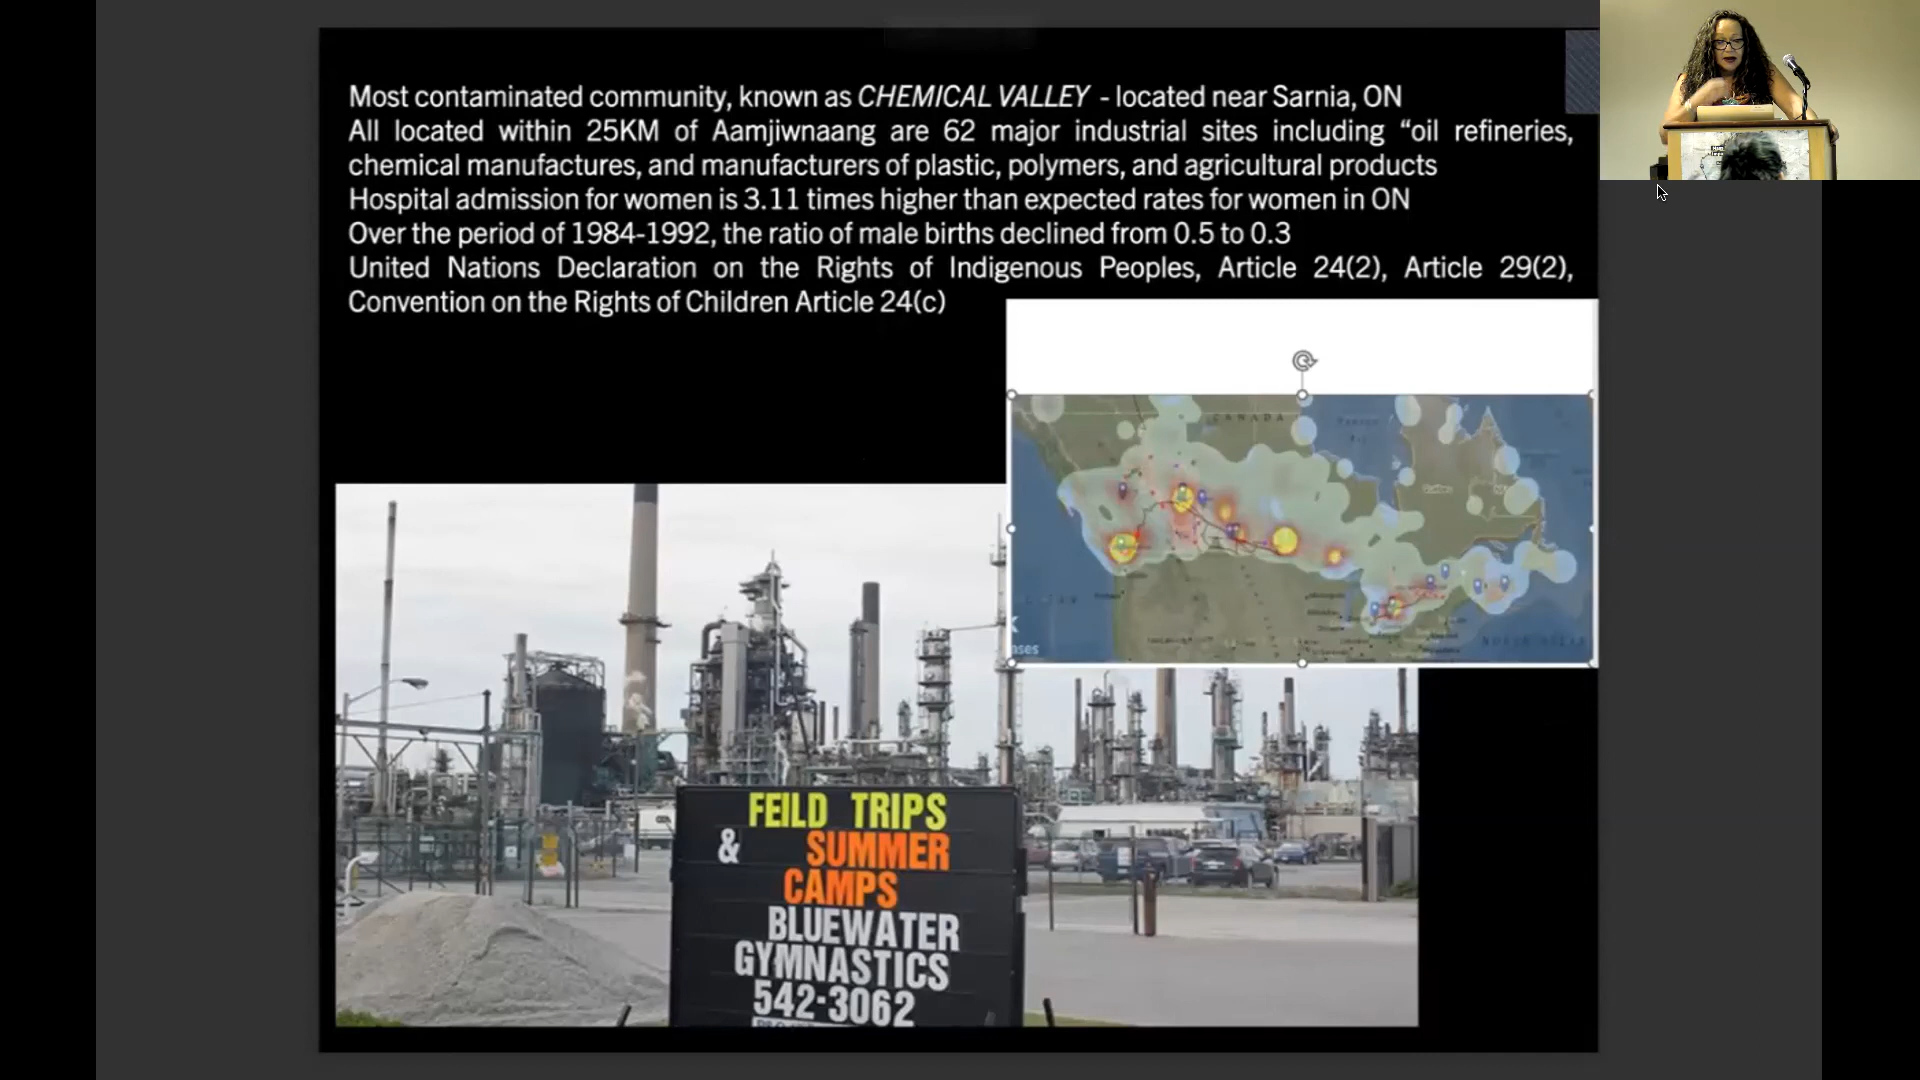 Most contaminated community, known as CHEMICAL VALLEY - located near Sarnia, ON
All located within 25KM of Aamjiwnaang are 62 major industrial sites including “oil refineries,
chemical manufactures, and manufacturers of plastic, polymers, and agricultural products
Hospital admission for women is 3.11 times higher than expected rates for women in ON
Over the period of 1984-1992, the ratio of male births declined from 0.5 to 0.3
United Nations Declaration on the Rights of Indigenous Peoples, Article 24(2), Article 29(2),
Convention on the Rights of Children Article 24(c)
CANADA
FEILD TRIPS
& SUMMER
CAMPS
BLUEWATER
GYMNASTICS
542-3062